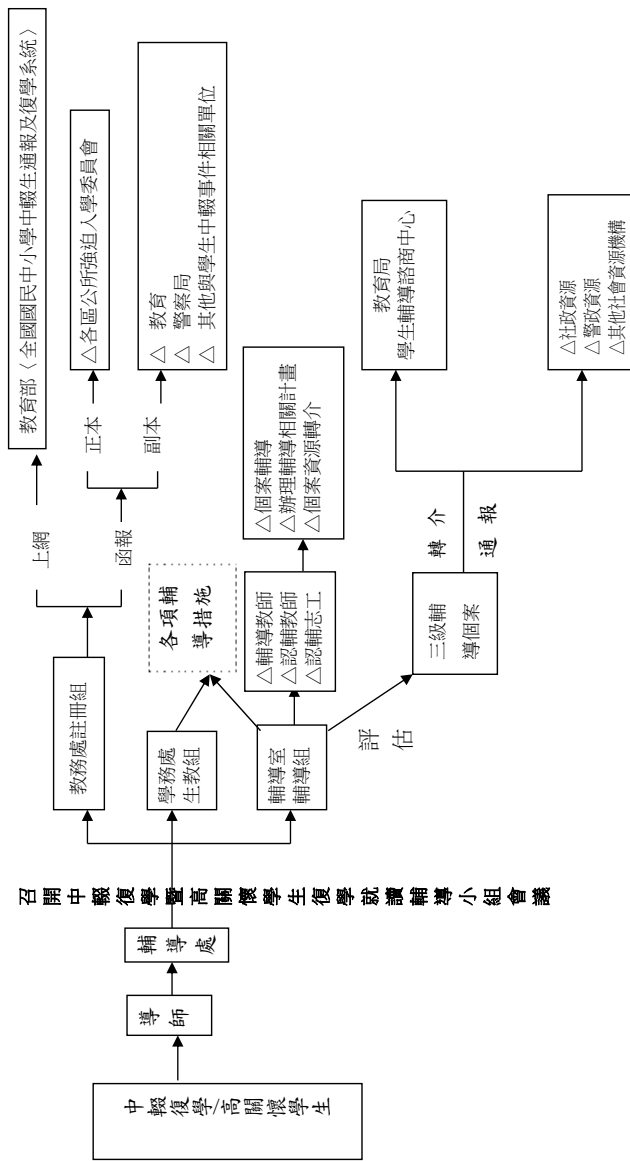 中輟復學/高關懷學生
導師
輔導處
召開中輟復學暨高關懷學生復學就讀輔導小組會議
教務處註冊組
上網
教育部〈全國國民中小學中輟生通報及復學系統〉
函報
正本
△各區公所強迫入學委員會
副本
△ 教育
△ 警察局
△ 其他與學生中輟事件相關單位
學務處
生教組
各項輔
導措施
輔導室
輔導組
△輔導教師
△認輔教師
△認輔志工
△個案輔導
△辦理輔導相關計畫
△個案資源轉介
評
估
三級輔
導個案
轉介
通報
教育局
學生輔導諮商中心
△社政資源
△警政資源
△其他社會資源機構